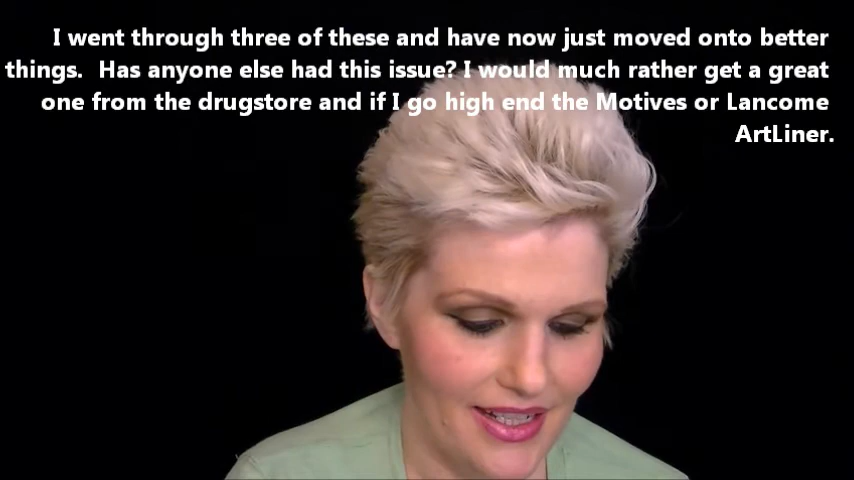 I went through three of these and have now just moved onto better
things.  Has anyone else had this issue? I would much rather get a great
one from the drugstore and if I go high end the Motives or Lancome
ArtLiner.